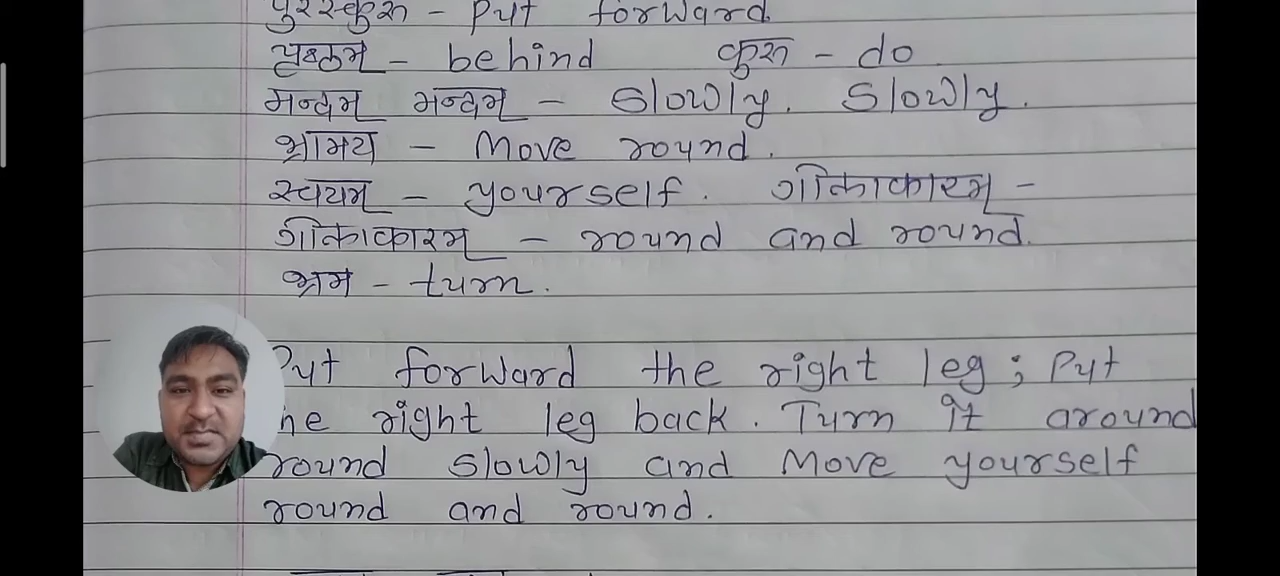 पुरस्कुरु - Put forward.
पृष्ठतम् - behind कुरु - do.
मन्दम् मन्दम् - slowly. slowly.
भ्रामय - Move round.
स्वयम् - yourself. गोलाकारम् -
गोलाकारम् - round and round.
भ्रम - turn.
Put forward the right leg; Put
he right leg back. Turn it around
round slowly and Move yourself
round and round.